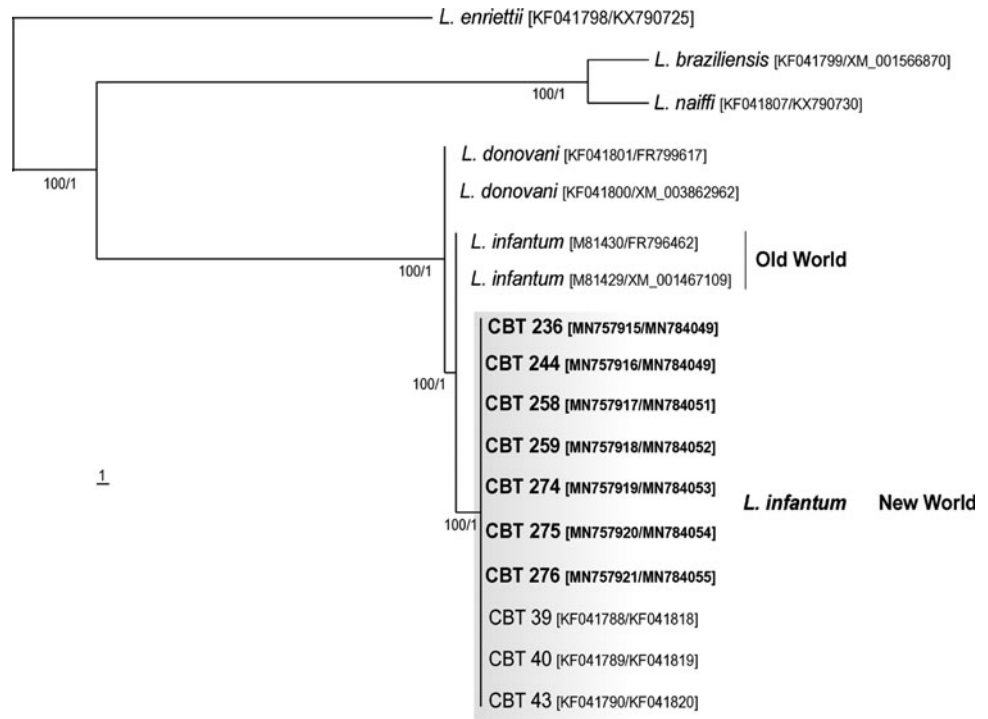 L. enriettii [KF041798/KX790725]
L. braziliensis [KF041799/XM_001566870]
100/1
L. naiffi [KF041807/KX790730]
L. donovani [KF041801/FR799617]
100/1
L. donovani [KF041800/XM_003862962]
L. infantum [M81430/FR796462]
Old World
100/1
L. infantum [M81429/XM_001467109]
CBT 236 [MN757915/MN784049]
CBT 244 [MN757916/MN784049]
100/1
CBT 258 [MN757917/MN784051]
CBT 259 [MN757918/MN784052]
1
CBT 274 [MN757919/MN784053]
L. infantum New World
100/1
CBT 275 [MN757920/MN784054]
CBT 276 [MN757921/MN784055]
CBT 39 [KF041788/KF041818]
CBT 40 [KF041789/KF041819]
CBT 43 [KF041790/KF041820]